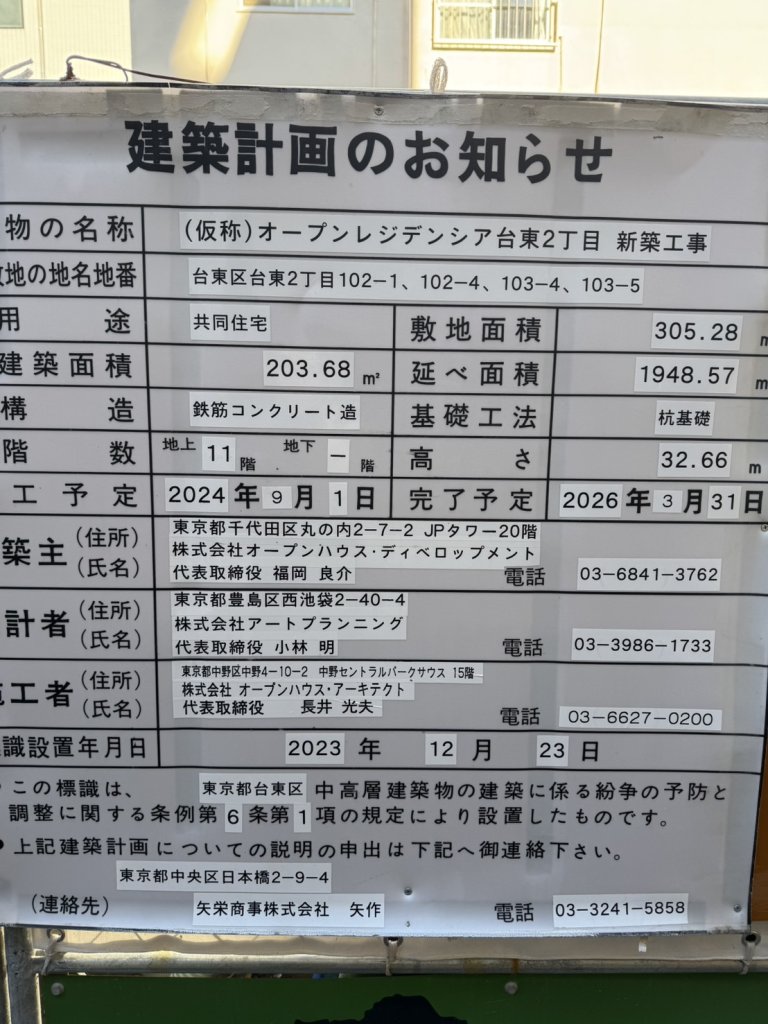 建築計画のお知らせ
物の名称 (仮称)オープンレジデンシア台東2丁目 新築工事
地の地名地番 台東区台東2丁目102-1、102-4、103-4、103-5
用途 共同住宅 敷地面積 305.28 m
建築面積 203.68 m² 延べ面積 1948.57 m
構造 鉄筋コンクリート造 基礎工法 杭基礎
階数 地上 11 階 地下 - 階 高さ 32.66 m
工予定 2024年9月1日 完了予定 2026年3月31日
築主 (住所) 東京都千代田区丸の内2-7-2 JPタワー20階
株式会社オープンハウス・ディベロップメント
(氏名) 代表取締役 福岡 良介 電話 03-6841-3762
計者 (住所) 東京都豊島区西池袋2-40-4
株式会社アートプランニング
(氏名) 代表取締役 小林 明 電話 03-3986-1733
工者 (住所) 東京都中野区中野4-10-2 中野セントラルパークサウス 15階
株式会社 オープンハウス・アーキテクト
(氏名) 代表取締役 長井 光夫 電話 03-6627-0200
識設置年月日 2023年 12月 23日
・この標識は、 東京都台東区 中高層建築物の建築に係る紛争の予防と
調整に関する条例第6条第1項の規定により設置したものです。
・上記建築計画についての説明の申出は下記へ御連絡下さい。
東京都中央区日本橋2-9-4
(連絡先) 矢栄商事株式会社 矢作 電話 03-3241-5858